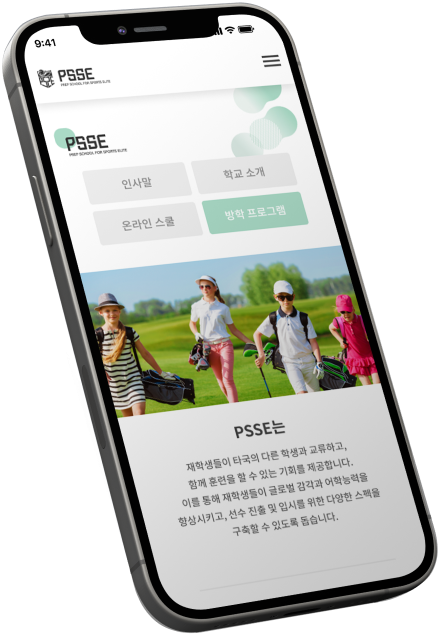 9:41
PSSE
PREP SCHOOL FOR SPORTS ELITE
PSSE
PREP SCHOOL FOR SPORTS ELITE
인사말
학교 소개
온라인 스쿨
방학 프로그램
PSSE는
재학생들이 타국의 다른 학생과 교류하고,
함께 훈련을 할 수 있는 기회를 제공합니다.
이를 통해 재학생들이 글로벌 감각과 어학능력을
향상시키고, 선수 진출 및 입시를 위한 다양한 스펙을
구축할 수 있도록 돕습니다.